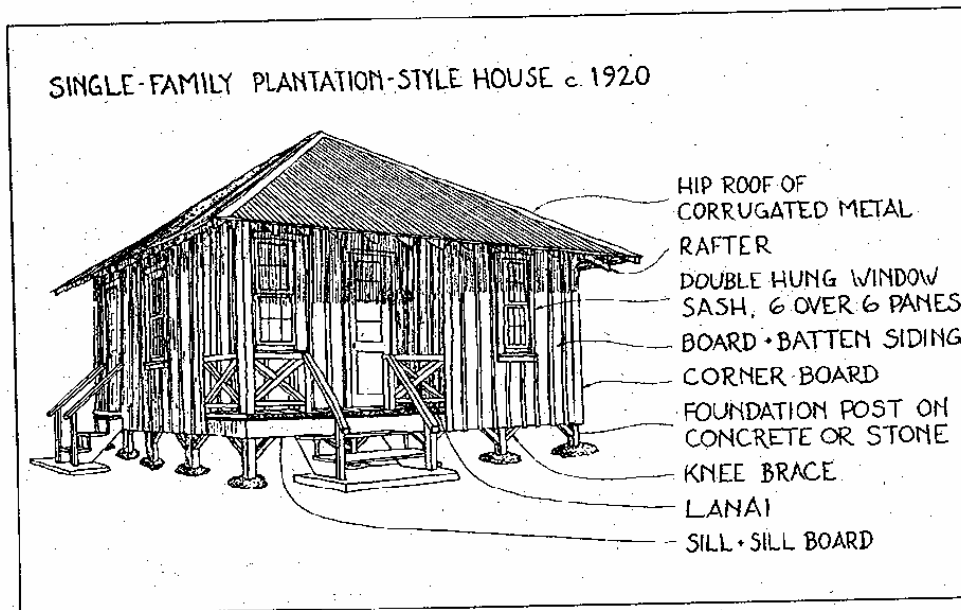 SINGLE-FAMILY PLANTATION-STYLE HOUSE c. 1920
HIP ROOF OF
CORRUGATED METAL
RAFTER
DOUBLE HUNG WINDOW
SASH, 6 OVER 6 PANES
BOARD + BATTEN SIDING
CORNER BOARD
FOUNDATION POST ON
CONCRETE OR STONE
KNEE BRACE
LANAI
SILL + SILL BOARD